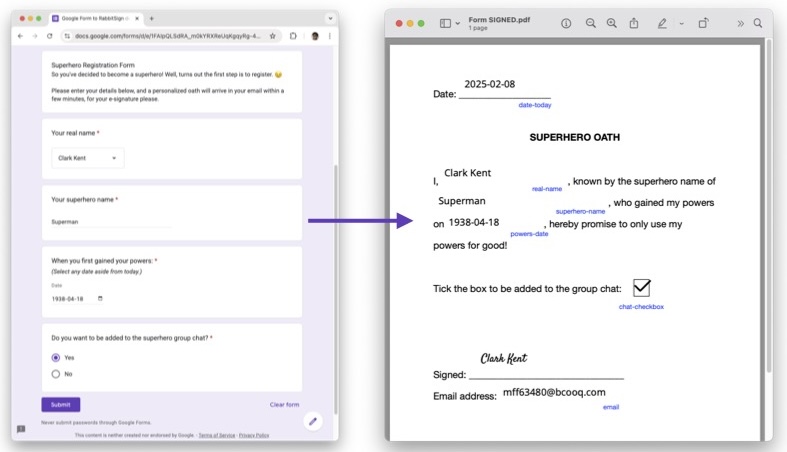 Google Form to RabbitSign d
docs.google.com/forms/d/e/
Superhero Registration Form
So you've decided to become a superhero! Well, turns out the first step is to register. 😉
Please enter your details below, and a personalized oath will arrive in your email within a
few minutes, for your e-signature please.
Your real name *
Clark Kent
Your superhero name *
Superman
When you first gained your powers: *
(Select any date aside from today.)
Date
1938-04-18
Do you want to be added to the superhero group chat? *
Yes
No
Submit
Clear form
Never submit passwords through Google Forms.
This content is neither created nor endorsed by Google. - Terms of Service - Privacy Policy
Form SIGNED.pdf
1 page
2025-02-08
Date:
date-today
SUPERHERO OATH
Clark Kent
I, , known by the superhero name of
real-name
Superman
, who gained my powers
superhero-name
on 1938-04-18 , hereby promise to only use my
powers-date
powers for good!
Tick the box to be added to the group chat:
chat-checkbox
Clark Kent
Signed:
Email address: mff63480@bcooq.com
email